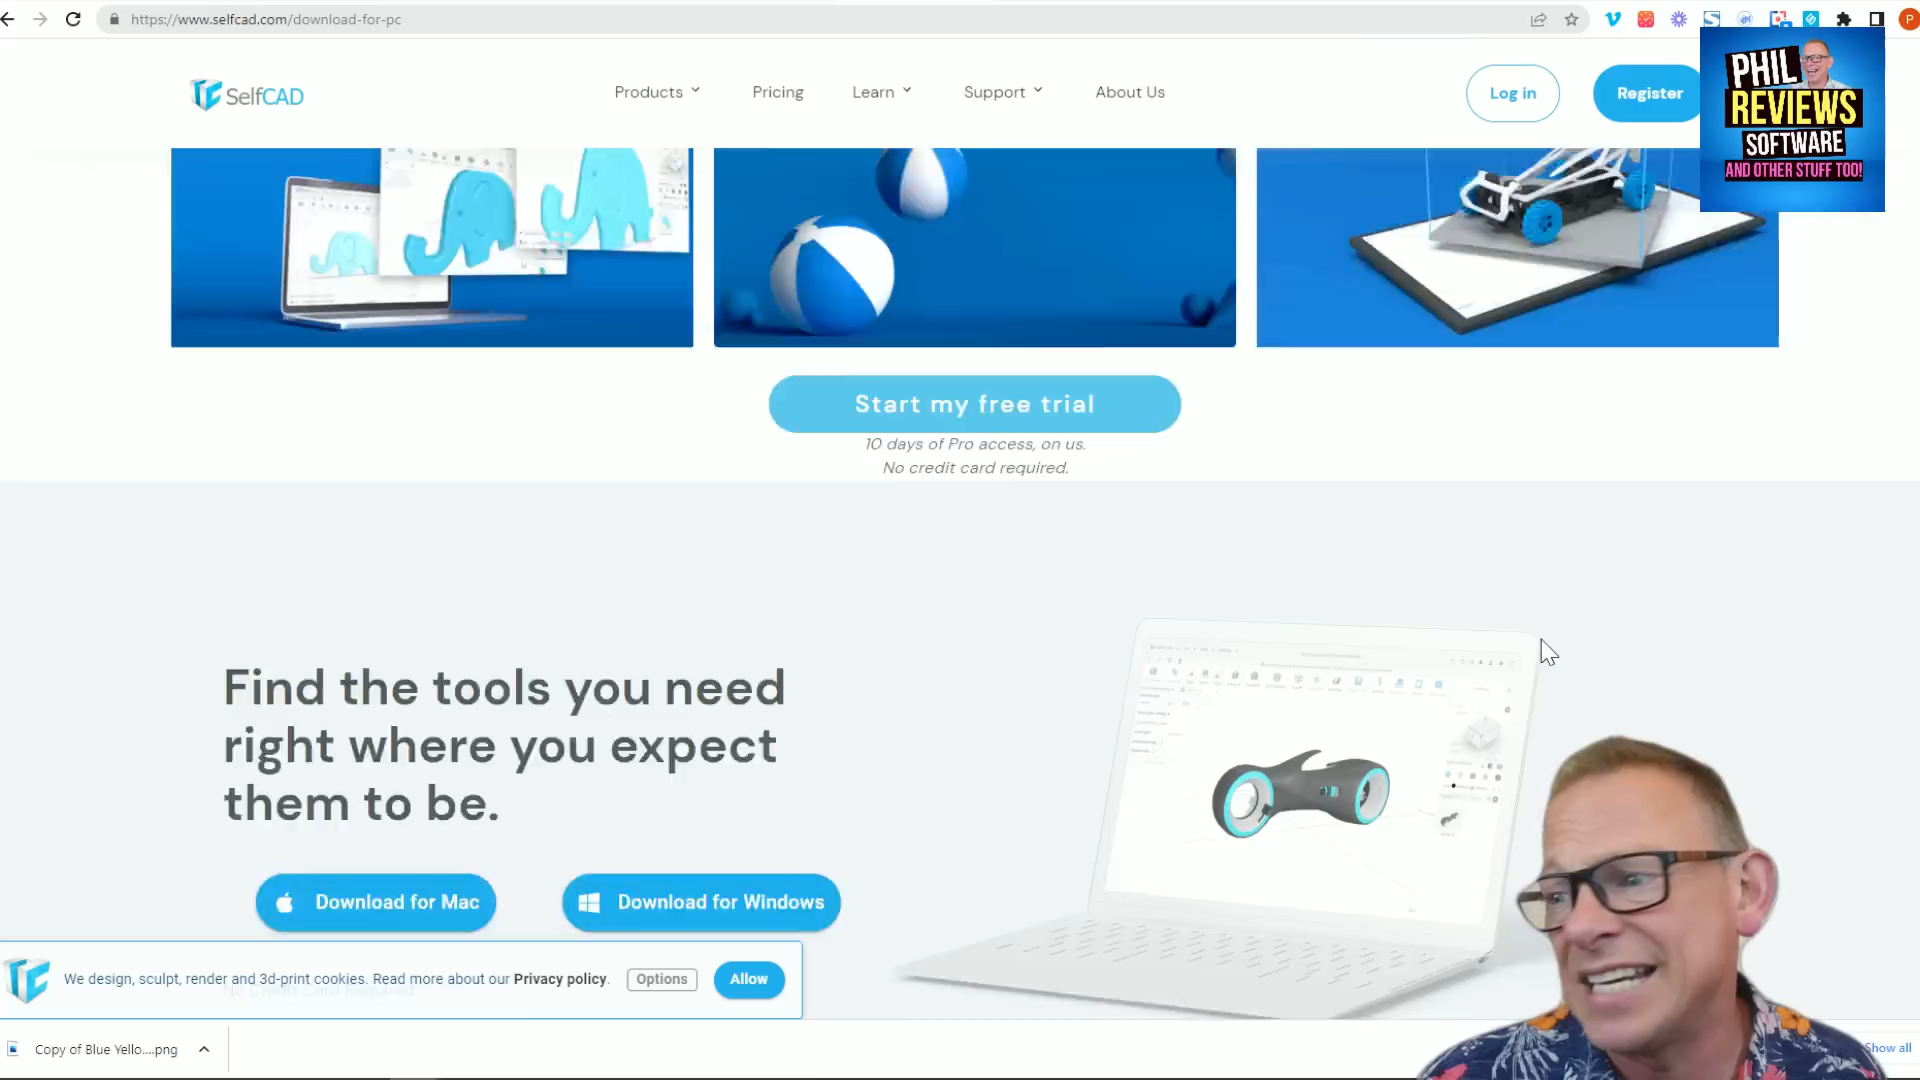 https://www.selfcad.com/download-for-pc
SelfCAD
Products
Pricing
Learn
Support
About Us
Log in
Register
PHIL
REVIEWS
SOFTWARE
AND OTHER STUFF TOO!
Start my free trial
10 days of Pro access, on us.
No credit card required.
Find the tools you need
right where you expect
them to be.
Download for Mac
Download for Windows
We design, sculpt, render and 3d-print cookies. Read more about our Privacy policy.
Options
Allow
No Credit Card Required
Copy of Blue Yello....png
Show all